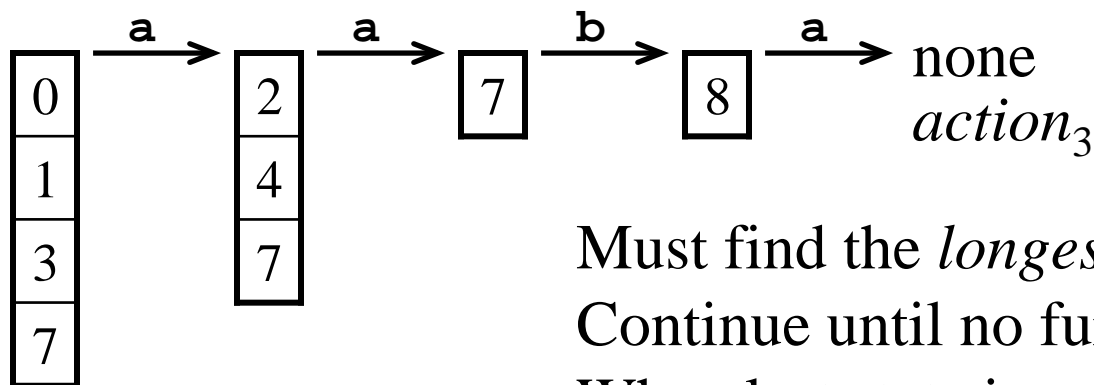 a a b a
0 2 7 8 none
action3
1 4
3 7 Must find the longes
7 Continue until no fu